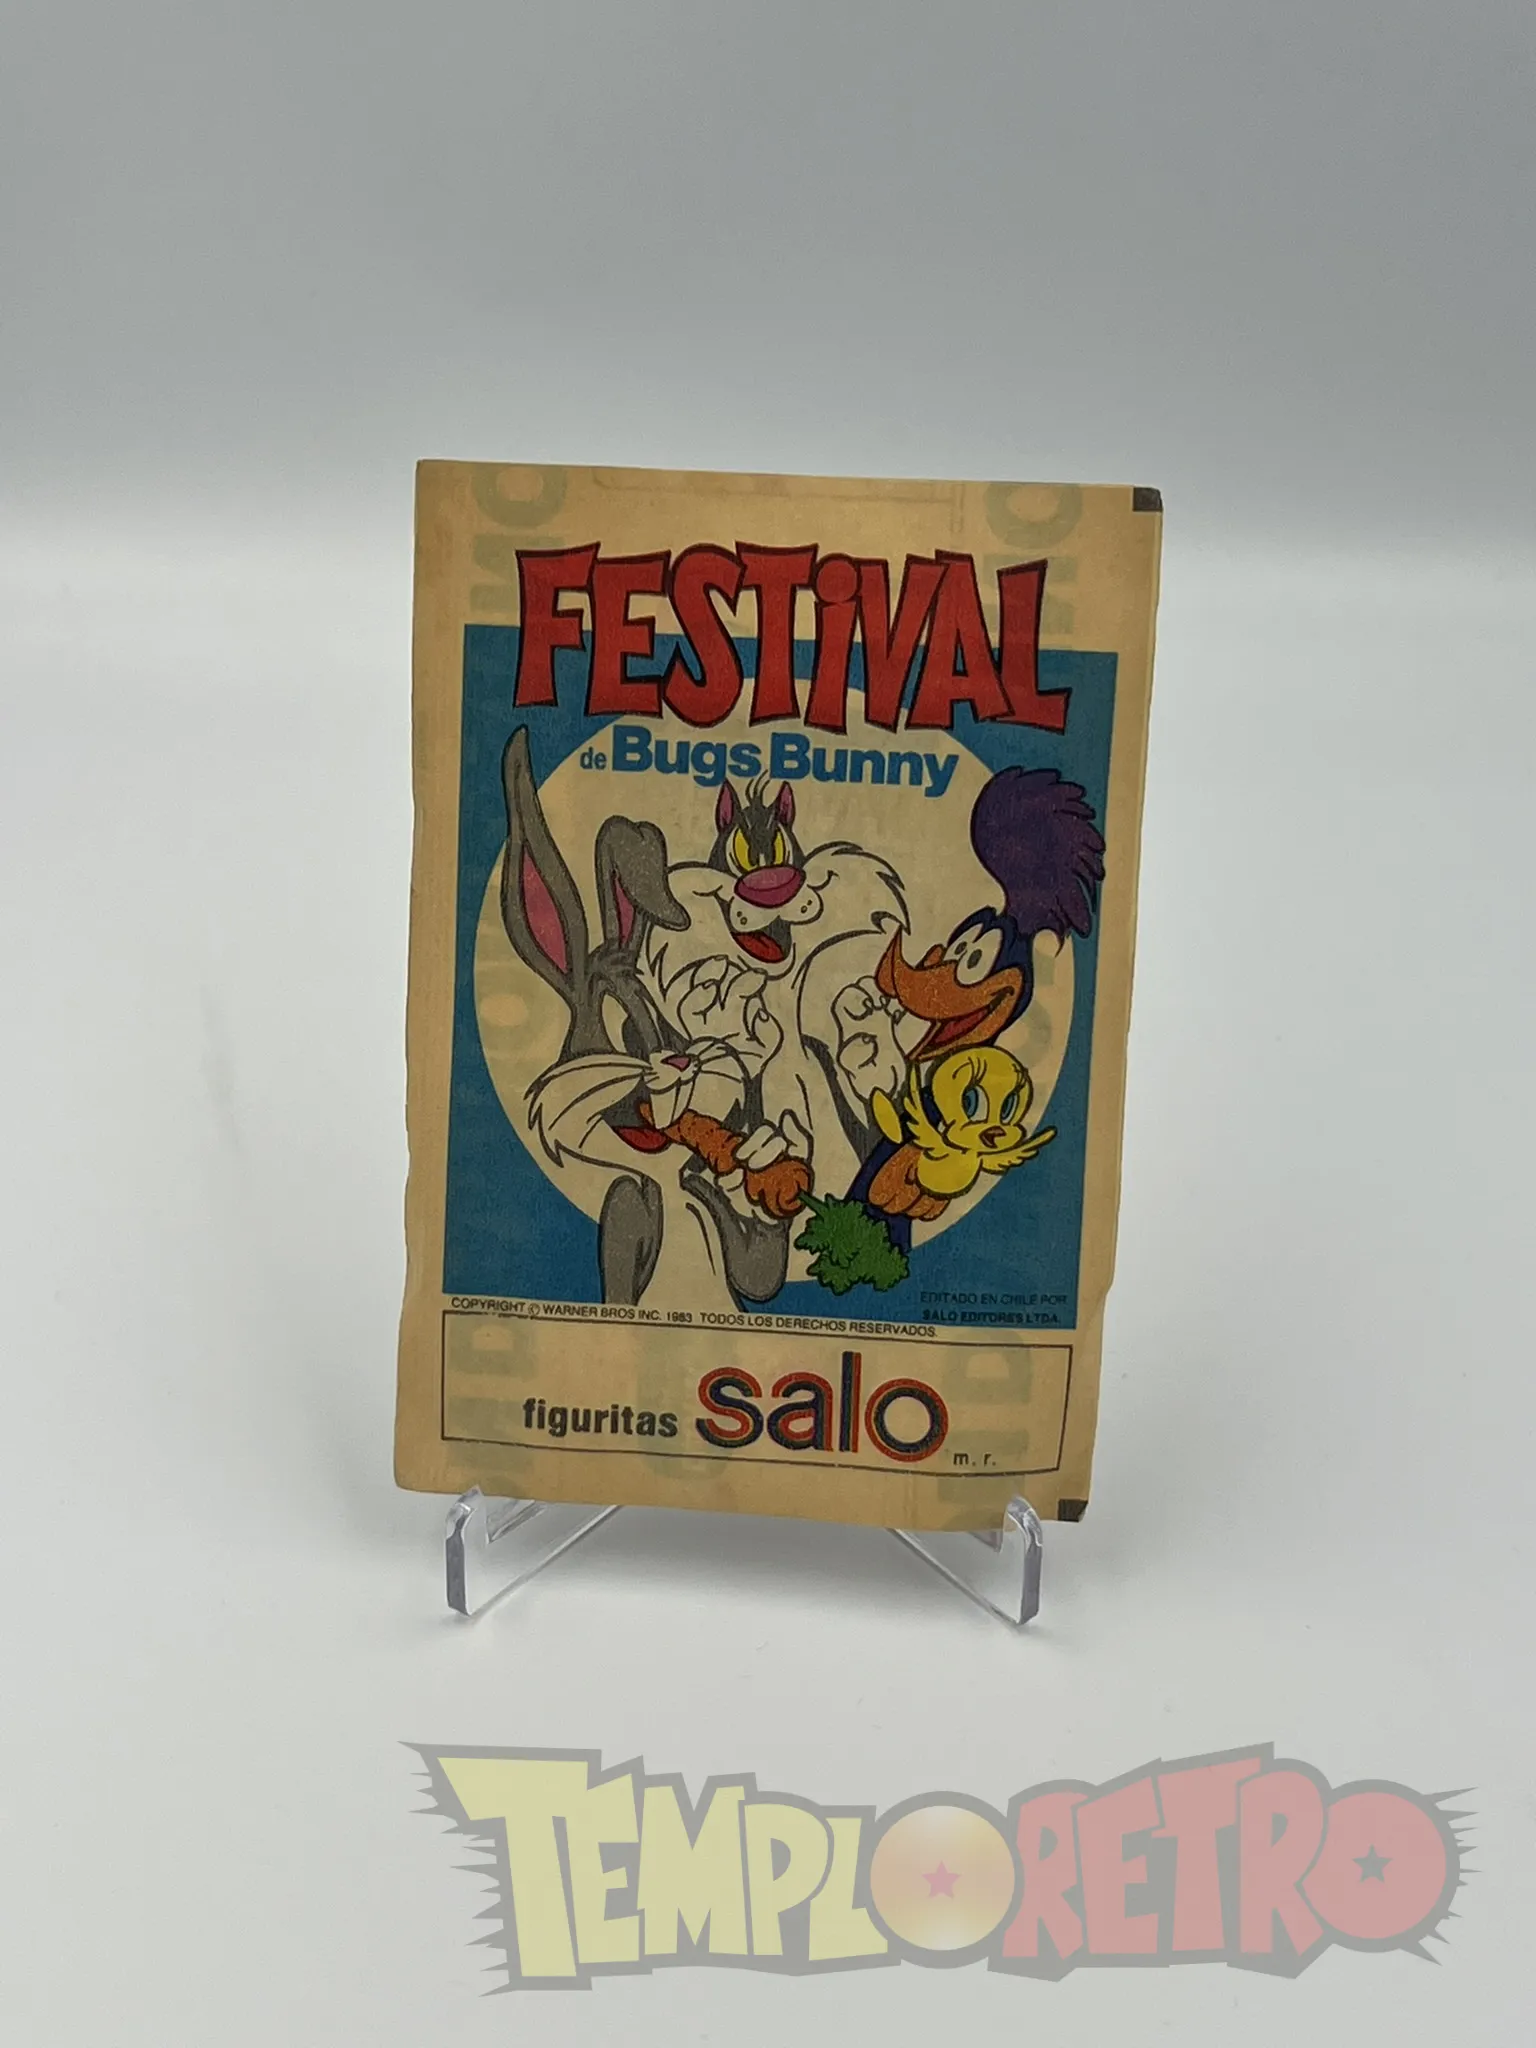 FESTiVAL
de Bugs Bunny
EDITADO EN CHILE POR
SALO EDITORES LTDA.
COPYRIGHT © WARNER BROS INC. 1983 TODOS LOS DERECHOS RESERVADOS.
figuritas salo m. r.
TEMPLORETRO